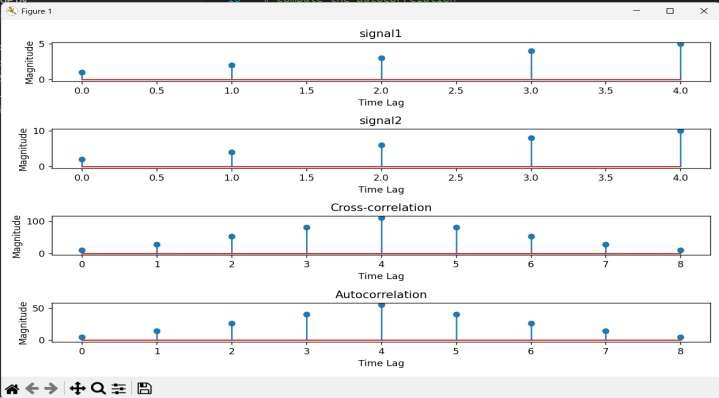 Figure 1
signal1
Magnitude
5
0
0.0 0.5 1.0 1.5 2.0 2.5 3.0 3.5 4.0
Time Lag
signal2
Magnitude
10
0
0.0 0.5 1.0 1.5 2.0 2.5 3.0 3.5 4.0
Time Lag
Cross-correlation
Magnitude
100
0
0 1 2 3 4 5 6 7 8
Time Lag
Autocorrelation
Magnitude
50
0
0 1 2 3 4 5 6 7 8
Time Lag